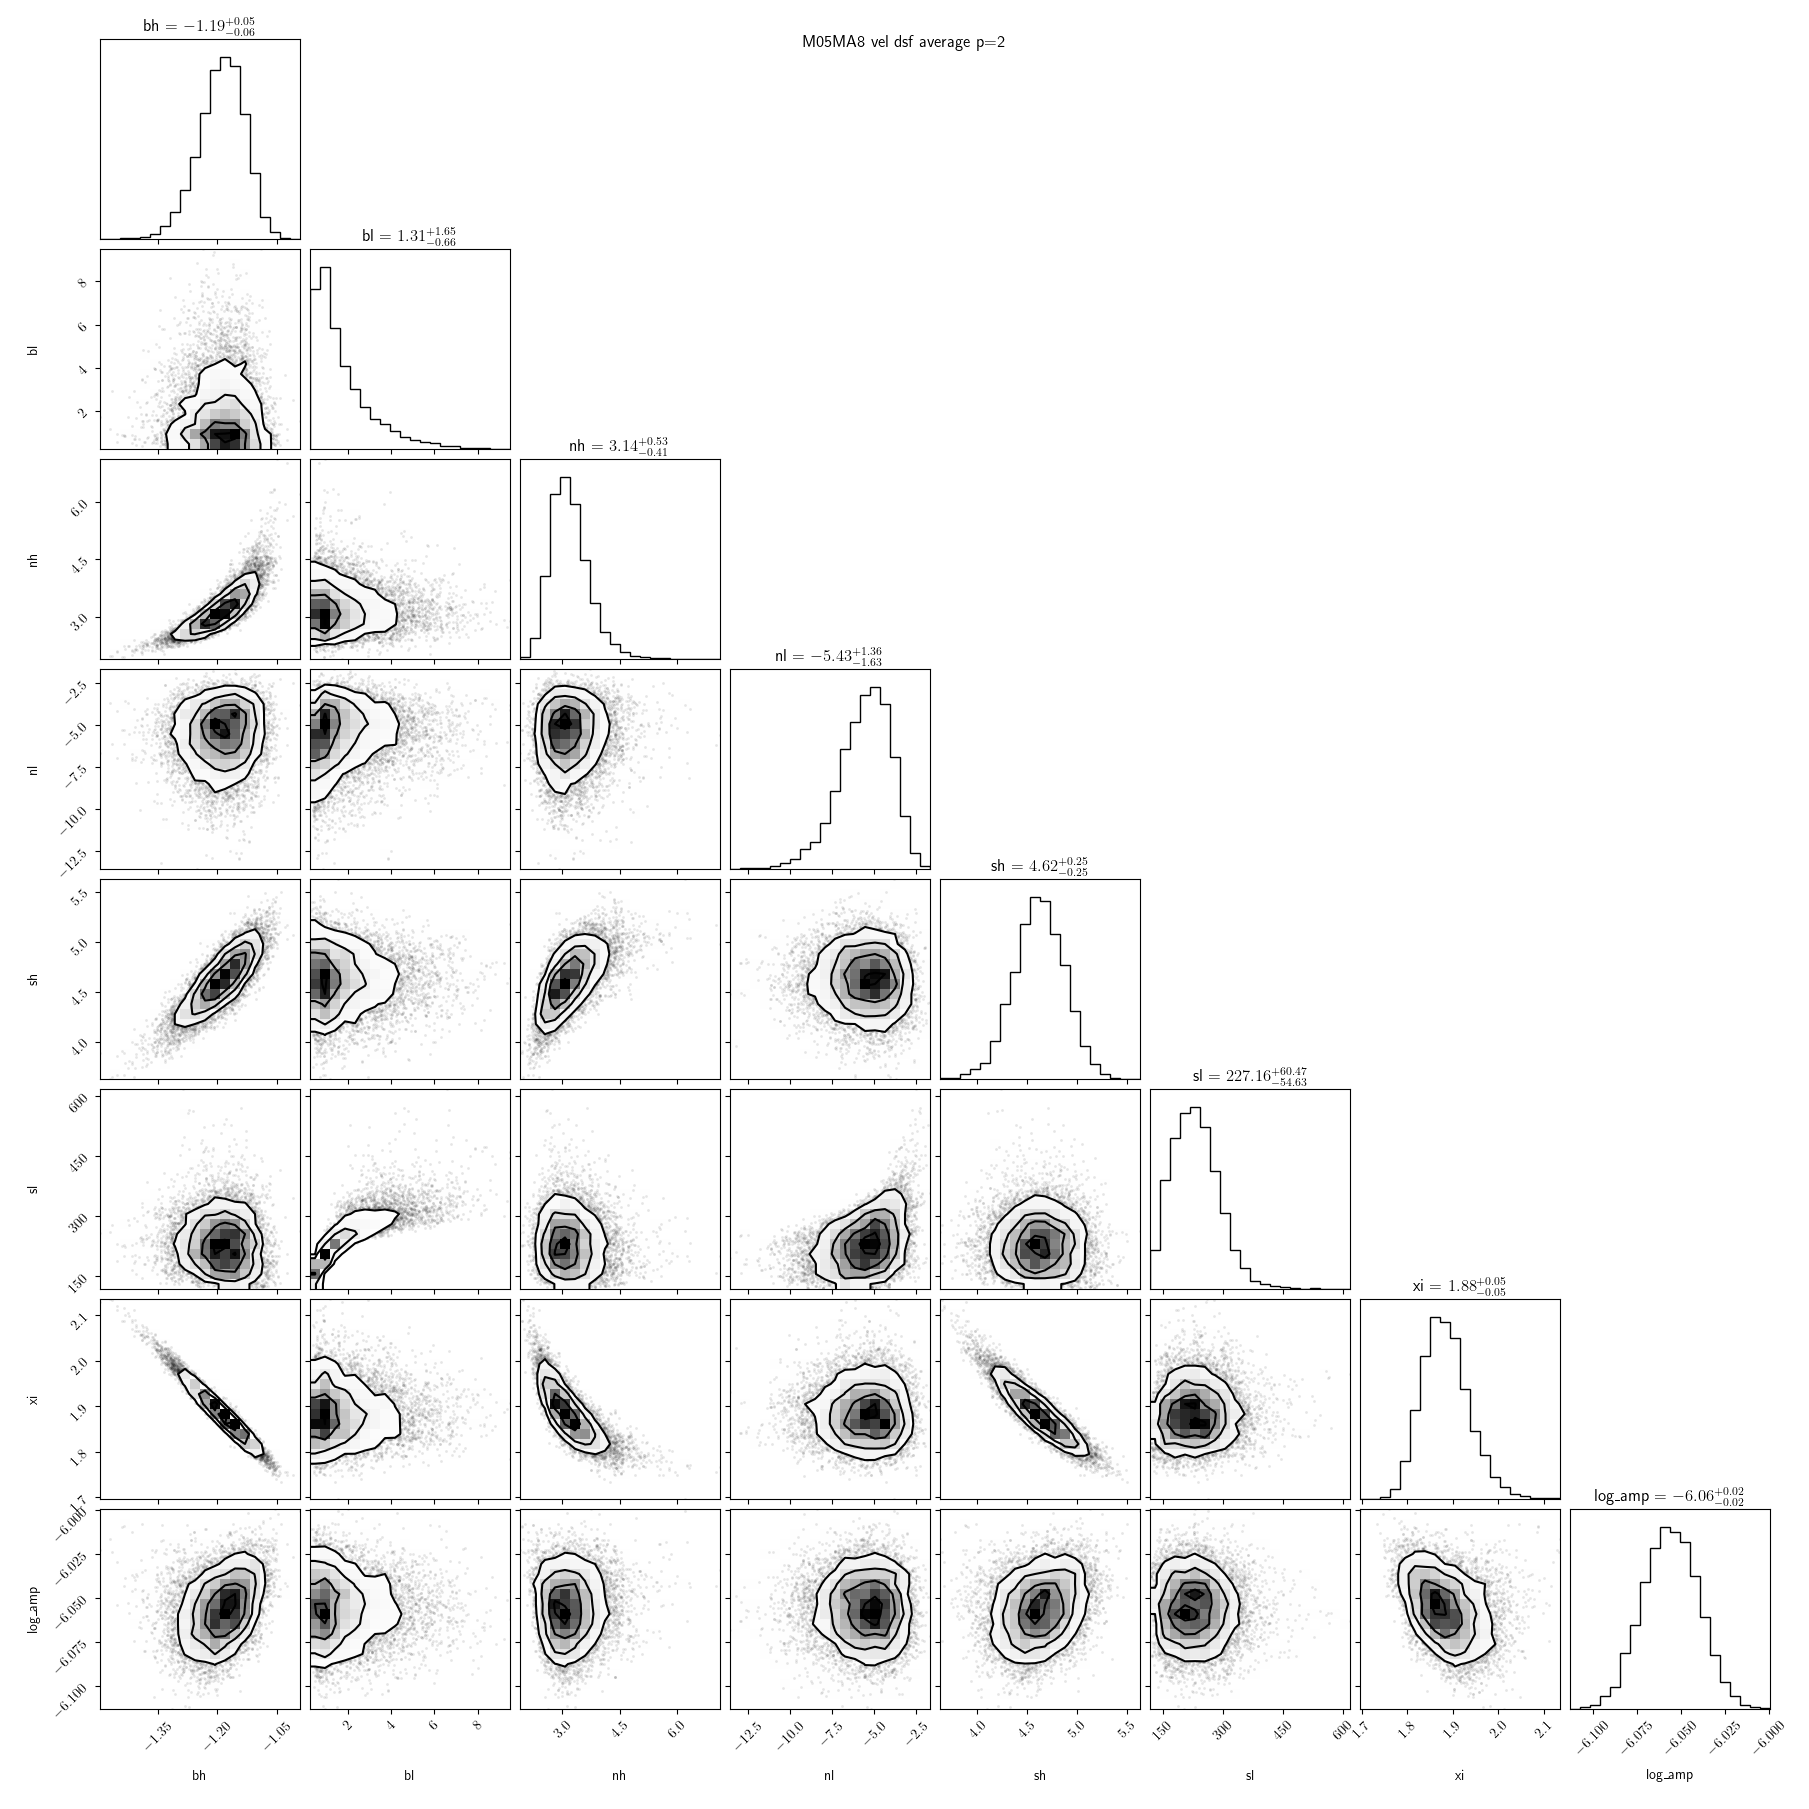 M05MA8 vel dsf average p=2
bh = −1.19+0.05−0.06
bl = 1.31+1.65−0.66
bl
8
6
4
2
nh = 3.14+0.53−0.41
nh
6.0
4.5
3.0
nl = −5.43+1.36−1.63
nl
−2.5
−5.0
−7.5
−10.0
−12.5
sh = 4.62+0.25−0.25
sh
5.5
5.0
4.5
4.0
sl = 227.16+60.47−54.63
sl
600
450
300
150
xi = 1.88+0.05−0.05
xi
2.1
2.0
1.9
1.8
1.7
log_amp = −6.06+0.02−0.02
log_amp
−6.000
−6.025
−6.050
−6.075
−6.100
−1.35 −1.20 −1.05 2 4 6 8 3.0 4.5 6.0 −12.5 −10.0 −7.5 −5.0 −2.5 4.0 4.5 5.0 5.5 150 300 450 600 1.7 1.8 1.9 2.0 2.1 −6.100 −6.075 −6.050 −6.025 −6.000
bh bl nh nl sh sl xi log_amp